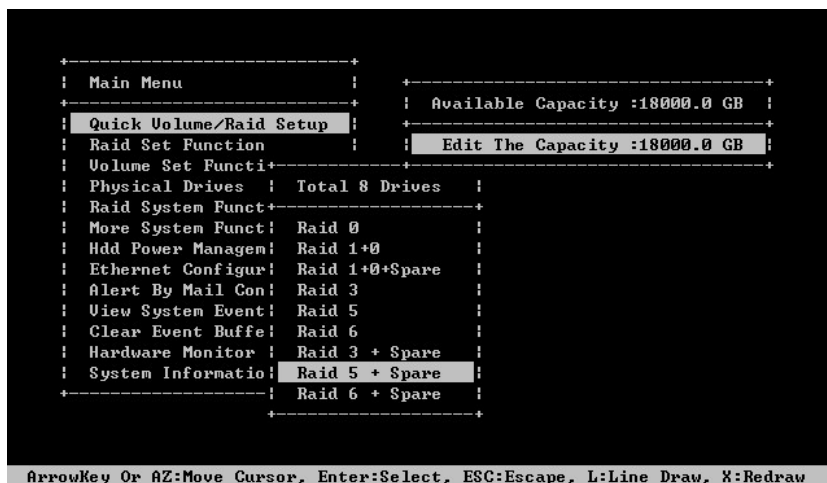 Main Menu
Quick Volume/Raid Setup
Raid Set Function
Volume Set Functi
Physical Drives
Raid System Funct
More System Funct
Hdd Power Managem
Ethernet Configur
Alert By Mail Con
View System Event
Clear Event Buffe
Hardware Monitor
System Informatio
Total 8 Drives
Raid 0
Raid 1+0
Raid 1+0+Spare
Raid 3
Raid 5
Raid 6
Raid 3 + Spare
Raid 5 + Spare
Raid 6 + Spare
Available Capacity :18000.0 GB
Edit The Capacity :18000.0 GB
ArrowKey Or AZ:Move Cursor, Enter:Select, ESC:Escape, L:Line Draw, X:Redraw